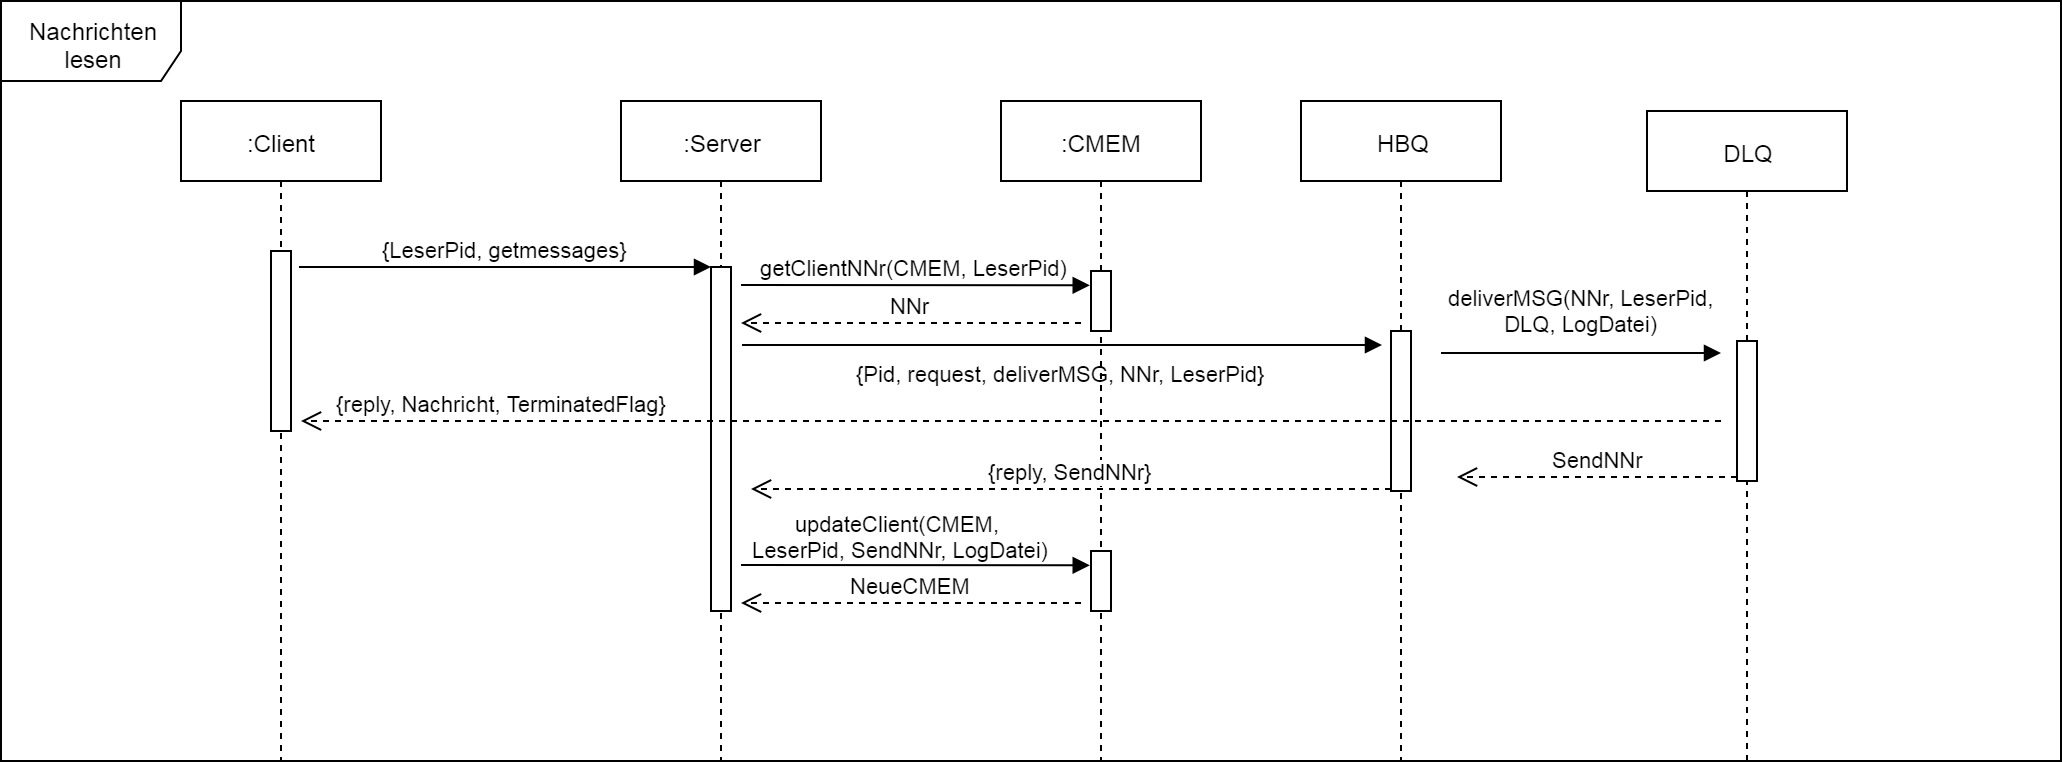 Nachrichten
lesen
:Client
:Server
:CMEM
HBQ
DLQ
{LeserPid, getmessages}
getClientNNr(CMEM, LeserPid)
NNr
deliverMSG(NNr, LeserPid,
DLQ, LogDatei)
{Pid, request, deliverMSG, NNr, LeserPid}
{reply, Nachricht, TerminatedFlag}
SendNNr
{reply, SendNNr}
updateClient(CMEM,
LeserPid, SendNNr, LogDatei)
NeueCMEM